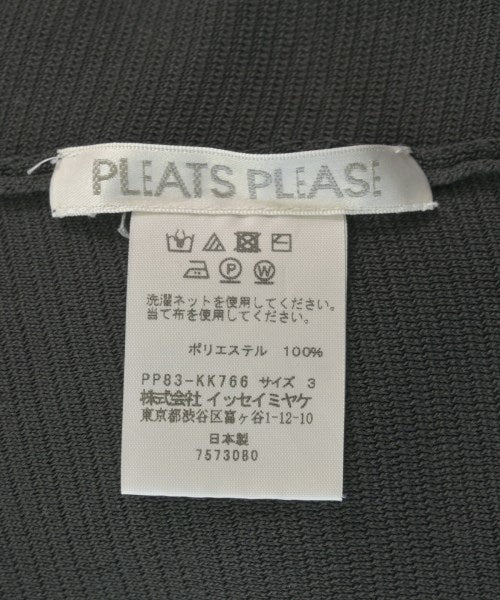 PLEATS PLEASE
P W
洗濯ネットを使用してください。
当て布を使用してください。
ポリエステル 100%
PP83-KK766 サイズ 3
株式会社 イッセイミヤケ
東京都渋谷区富ヶ谷1-12-10
日本製
7573080